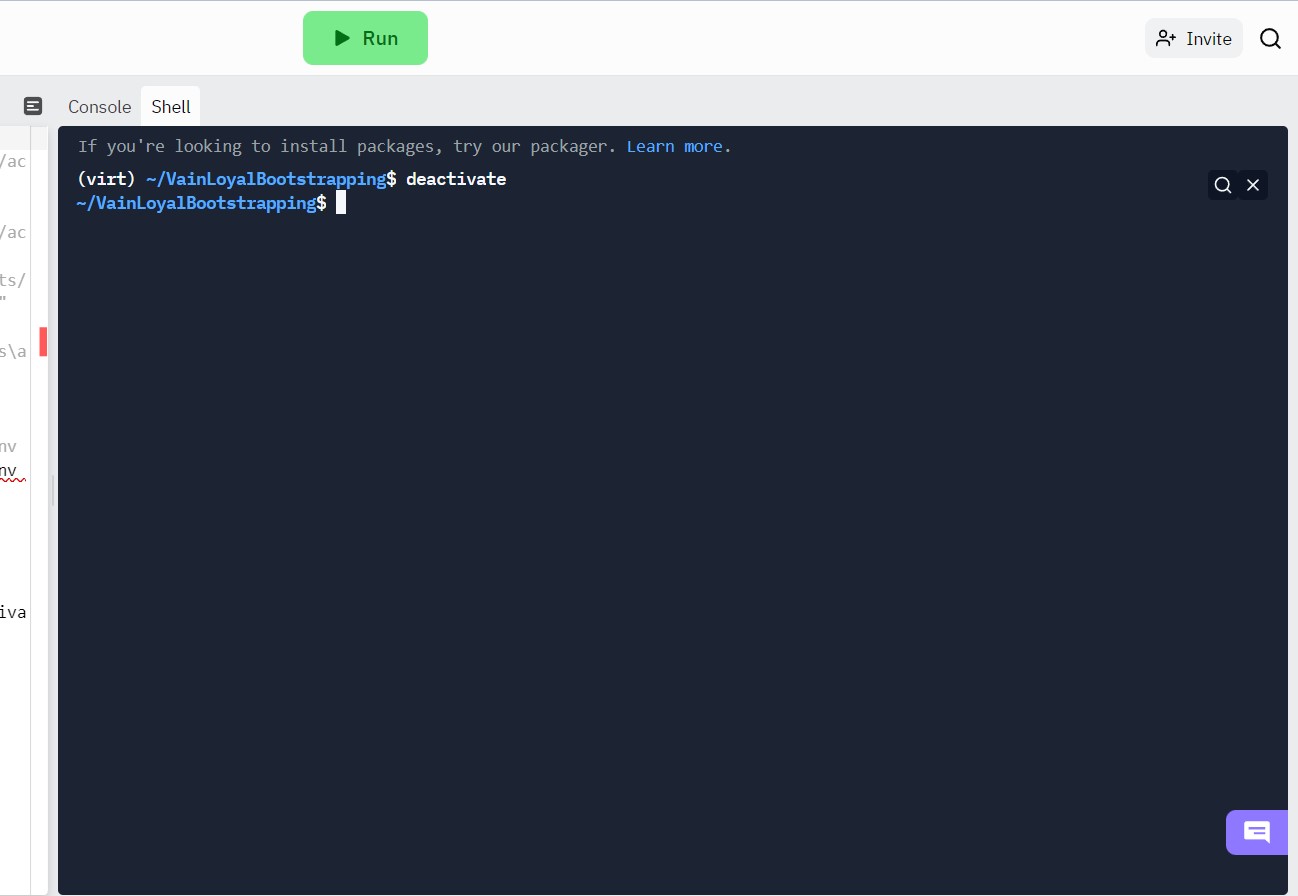 Run
Invite
Console
Shell
/ac
/ac
ts/
"
s\a
nv
nv
iva
If you're looking to install packages, try our packager. Learn more.
(virt) ~/VainLoyalBootstrapping$ deactivate
~/VainLoyalBootstrapping$